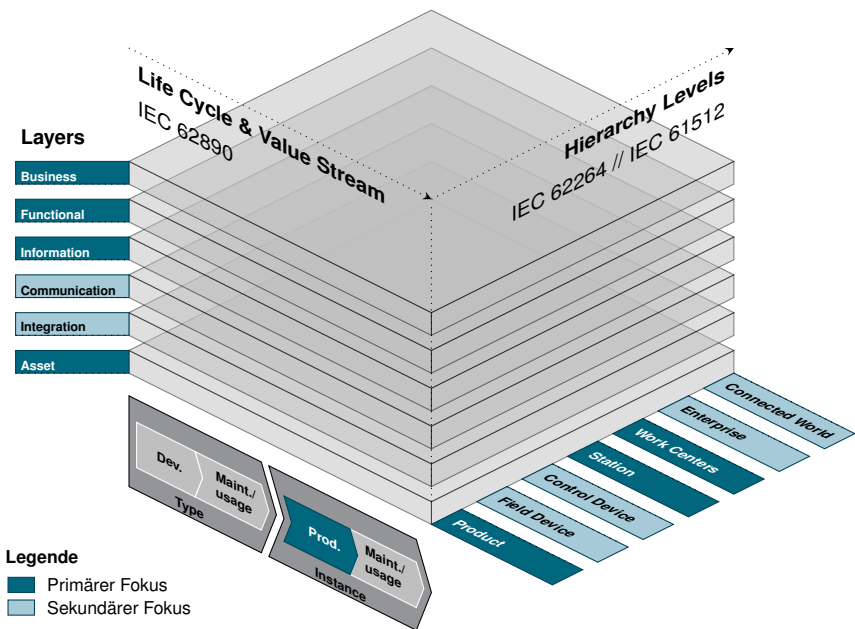 Life Cycle & Value Stream
IEC 62890
Hierarchy Levels
IEC 62264 // IEC 61512
Layers
Business
Functional
Information
Communication
Integration
Asset
Connected World
Enterprise
Work Centers
Station
Control Device
Field Device
Product
Dev.
Maint./
usage
Type
Prod.
Maint./
usage
Instance
Legende
Primärer Fokus
Sekundärer Fokus